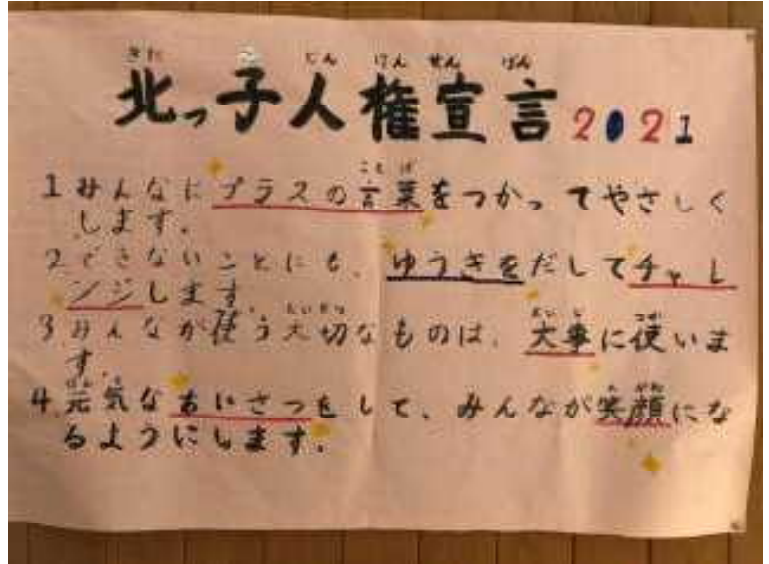 北っ子人権宣言2021
1 みんなにプラスの言葉をつかってやさしく
します。
2 できないことにも、ゆうきをだしてチャレ
ンジします。
3 みんなが使う大切なものは、大事に使いま
す。
4 元気なあいさつをして、みんなが笑顔にな
るようにします。